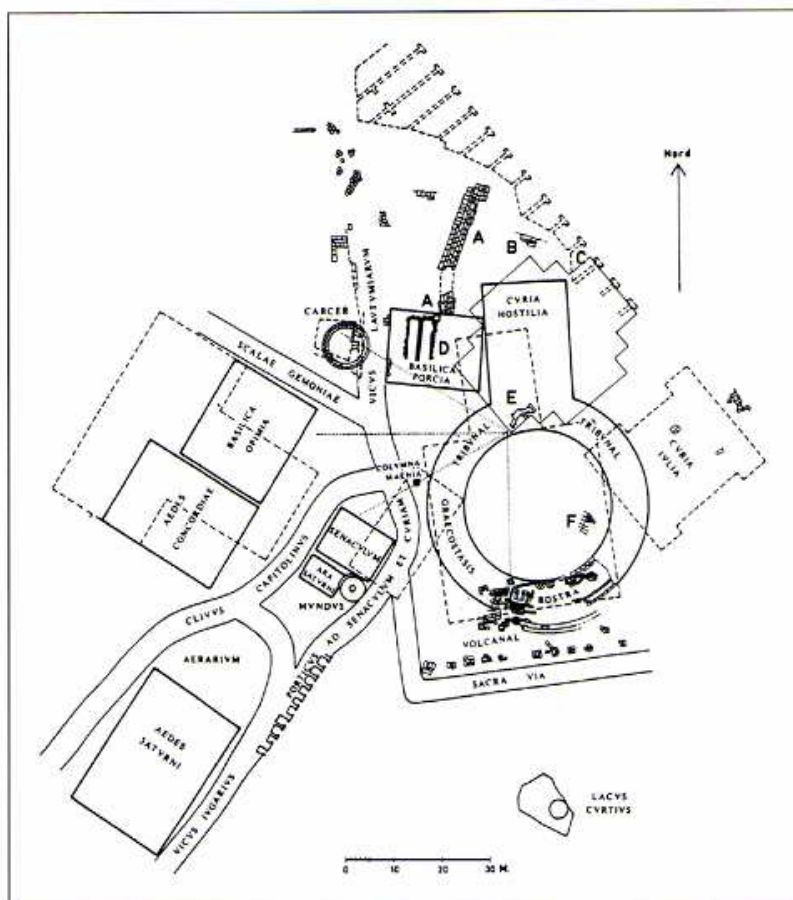 Nord
A
B
C
A
CVRIA
HOSTILIA
LAVTVMIARVM
CARCER
D
BASILICA
PORCIA
SCALAE GEMONIAE
VICVS
E
TRIBVNAL
TRIBVNAL
CVRIA
IVLIA
BASILICA
OPIMIA
COLVMNA
MAENIA
AEDES
CONCORDIAE
SENACVLVM
GRAECOSTASIS
F
ARA
SATVRNI
MVNDVS
CLIVVS CAPITOLINVS
PORTICVS AD SENACVLVM ET CVRIAM
ROSTRA
VOLCANAL
SACRA VIA
AERARIVM
AEDES
SATVRNI
VICVS IVGARIVS
LACVS
CVRTIVS
0 10 20 30 M.